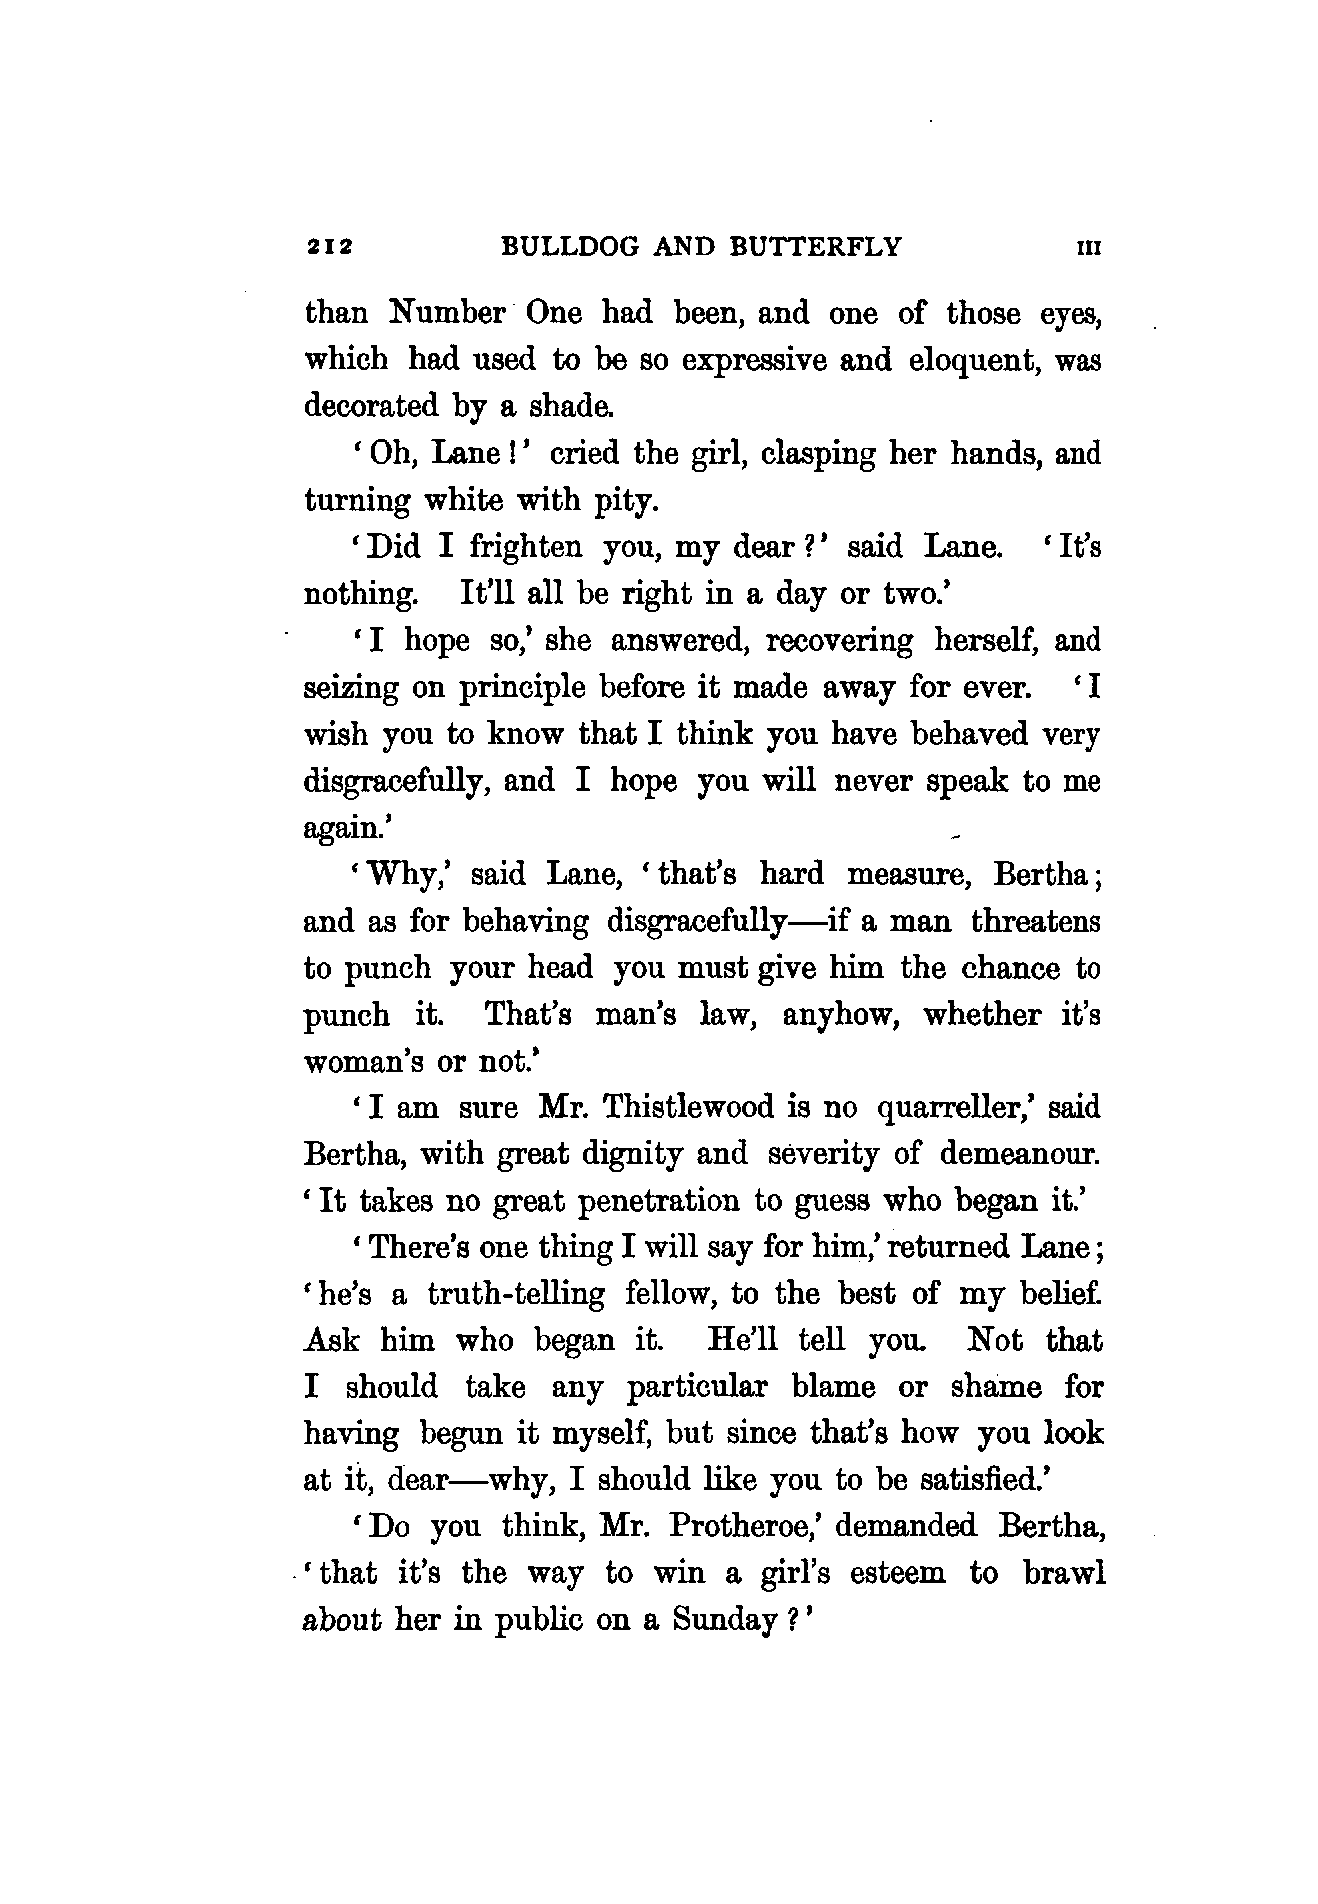 212 BULLDOG AND BUTTERFLY III
than Number One had been, and one of those eyes,
which had used to be so expressive and eloquent, was
decorated by a shade.
‘Oh, Lane!’ cried the girl, clasping her hands, and
turning white with pity.
‘Did I frighten you, my dear?’ said Lane. ‘It’s
nothing. It’ll all be right in a day or two.’
‘I hope so,’ she answered, recovering herself, and
seizing on principle before it made away for ever. ‘I
wish you to know that I think you have behaved very
disgracefully, and I hope you will never speak to me
again.’
‘Why,’ said Lane, ‘that’s hard measure, Bertha;
and as for behaving disgracefully—if a man threatens
to punch your head you must give him the chance to
punch it. That’s man’s law, anyhow, whether it’s
woman’s or not.’
‘I am sure Mr. Thistlewood is no quarreller,’ said
Bertha, with great dignity and severity of demeanour.
‘It takes no great penetration to guess who began it.’
‘There’s one thing I will say for him,’ returned Lane;
‘he’s a truth-telling fellow, to the best of my belief.
Ask him who began it. He’ll tell you. Not that
I should take any particular blame or shame for
having begun it myself, but since that’s how you look
at it, dear—why, I should like you to be satisfied.’
‘Do you think, Mr. Protheroe,’ demanded Bertha,
‘that it’s the way to win a girl’s esteem to brawl
about her in public on a Sunday?’